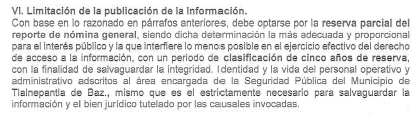 VI. Limitación de la publicación de la Información.
Con base en lo razonado en párrafos anteriores, debe optarse por la reserva parcial del
reporte de nómina general, siendo dicha determinación la más adecuada y proporcional
para el interés público y la que interfiere lo menos posible en el ejercicio efectivo del derecho
de acceso a la información, con un periodo de clasificación de cinco años de reserva,
con la finalidad de salvaguardar la integridad. Identidad y la vida del personal operativo y
administrativo adscritos al área encargada de la Seguridad Pública del Municipio de
Tlalnepantla de Baz., mismo que es el estrictamente necesario para salvaguardar la
información y el bien jurídico tutelado por las causales invocadas.